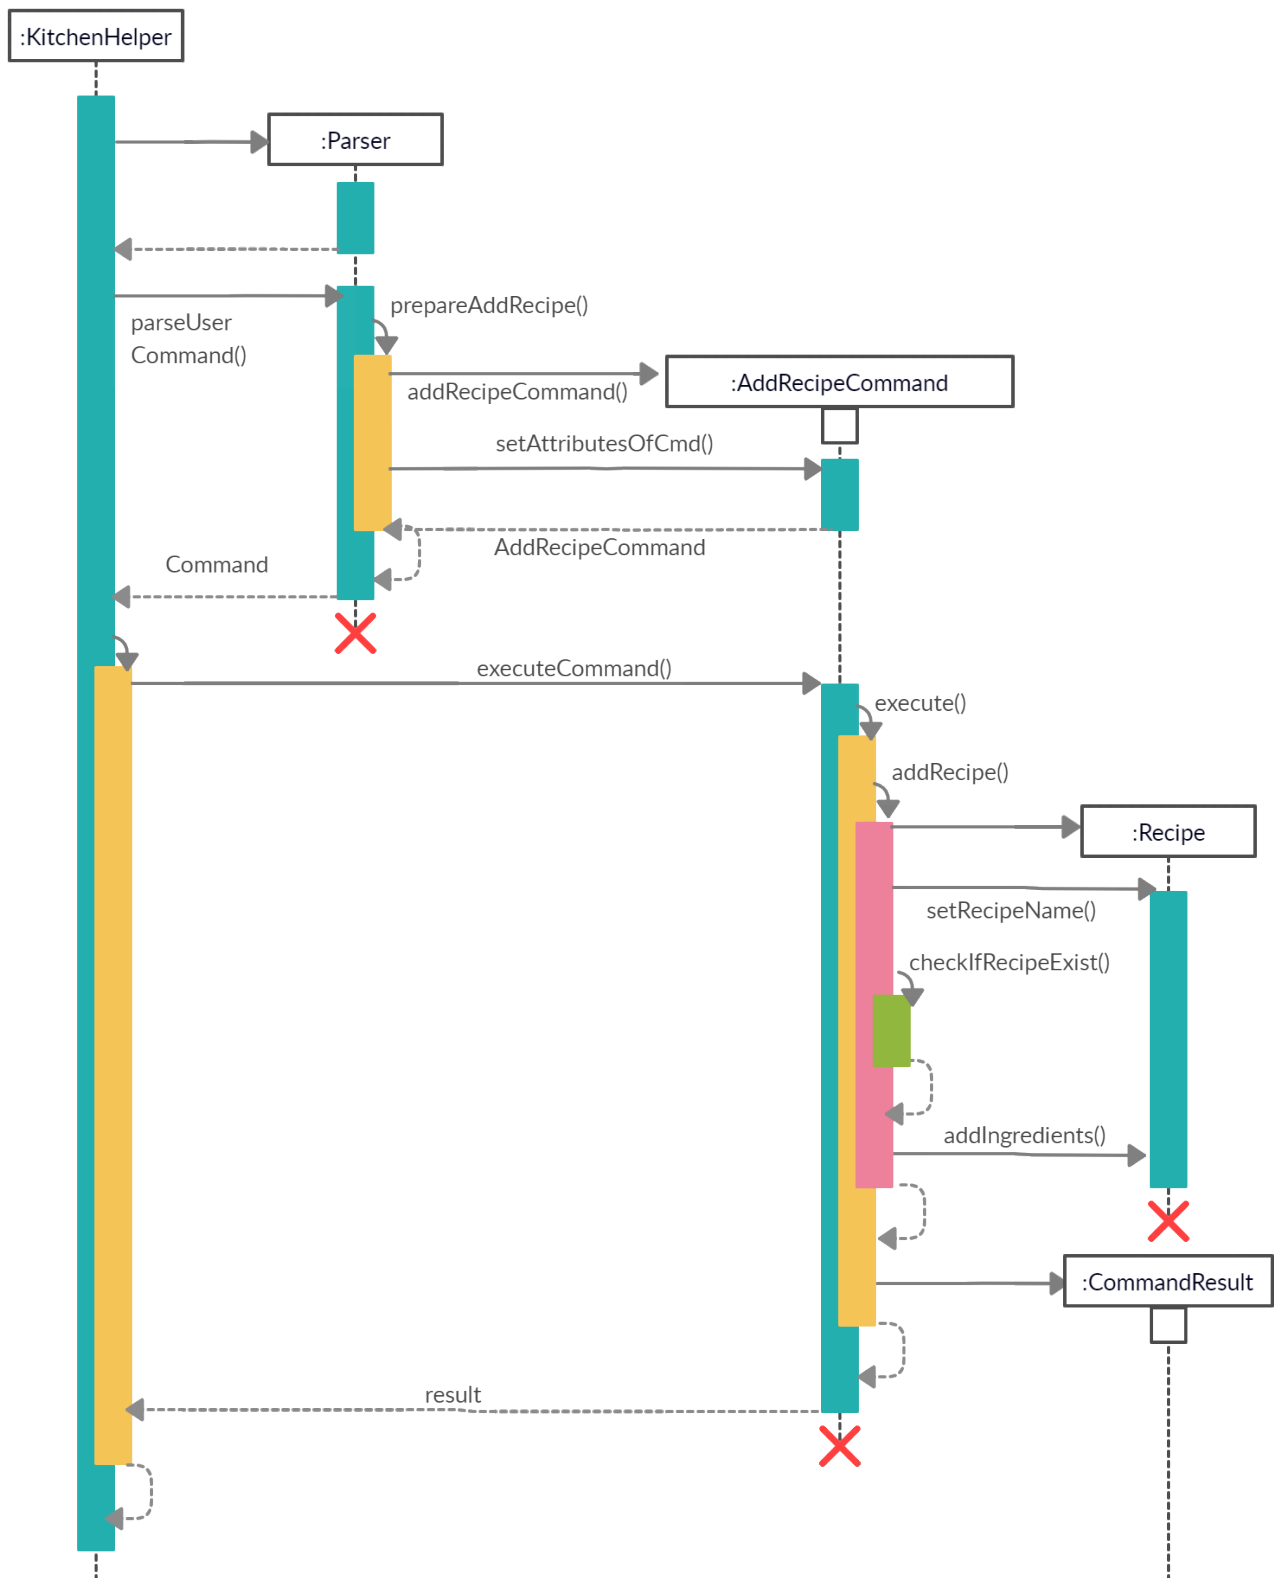 :KitchenHelper
:Parser
prepareAddRecipe()
parseUser
Command()
:AddRecipeCommand
addRecipeCommand()
setAttributesOfCmd()
AddRecipeCommand
Command
executeCommand()
execute()
addRecipe()
:Recipe
setRecipeName()
checkIfRecipeExist()
addIngredients()
:CommandResult
result